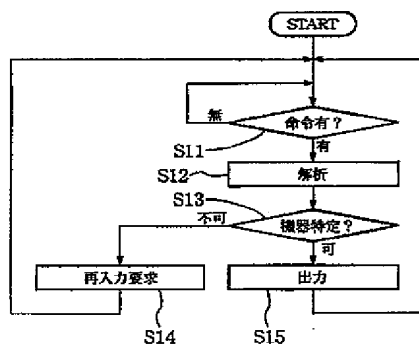 START
命令有?
無
有
S11
解析
S12
S13
機器特定?
不可
可
再入力要求
出力
S14
S15